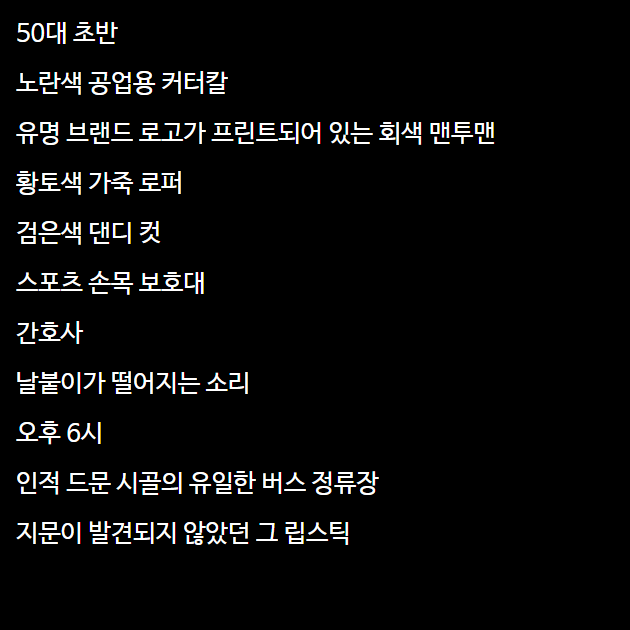 50대 초반
노란색 공업용 커터칼
유명 브랜드 로고가 프린트되어 있는 회색 맨투맨
황토색 가죽 로퍼
검은색 댄디 컷
스포츠 손목 보호대
간호사
날붙이가 떨어지는 소리
오후 6시
인적 드문 시골의 유일한 버스 정류장
지문이 발견되지 않았던 그 립스틱